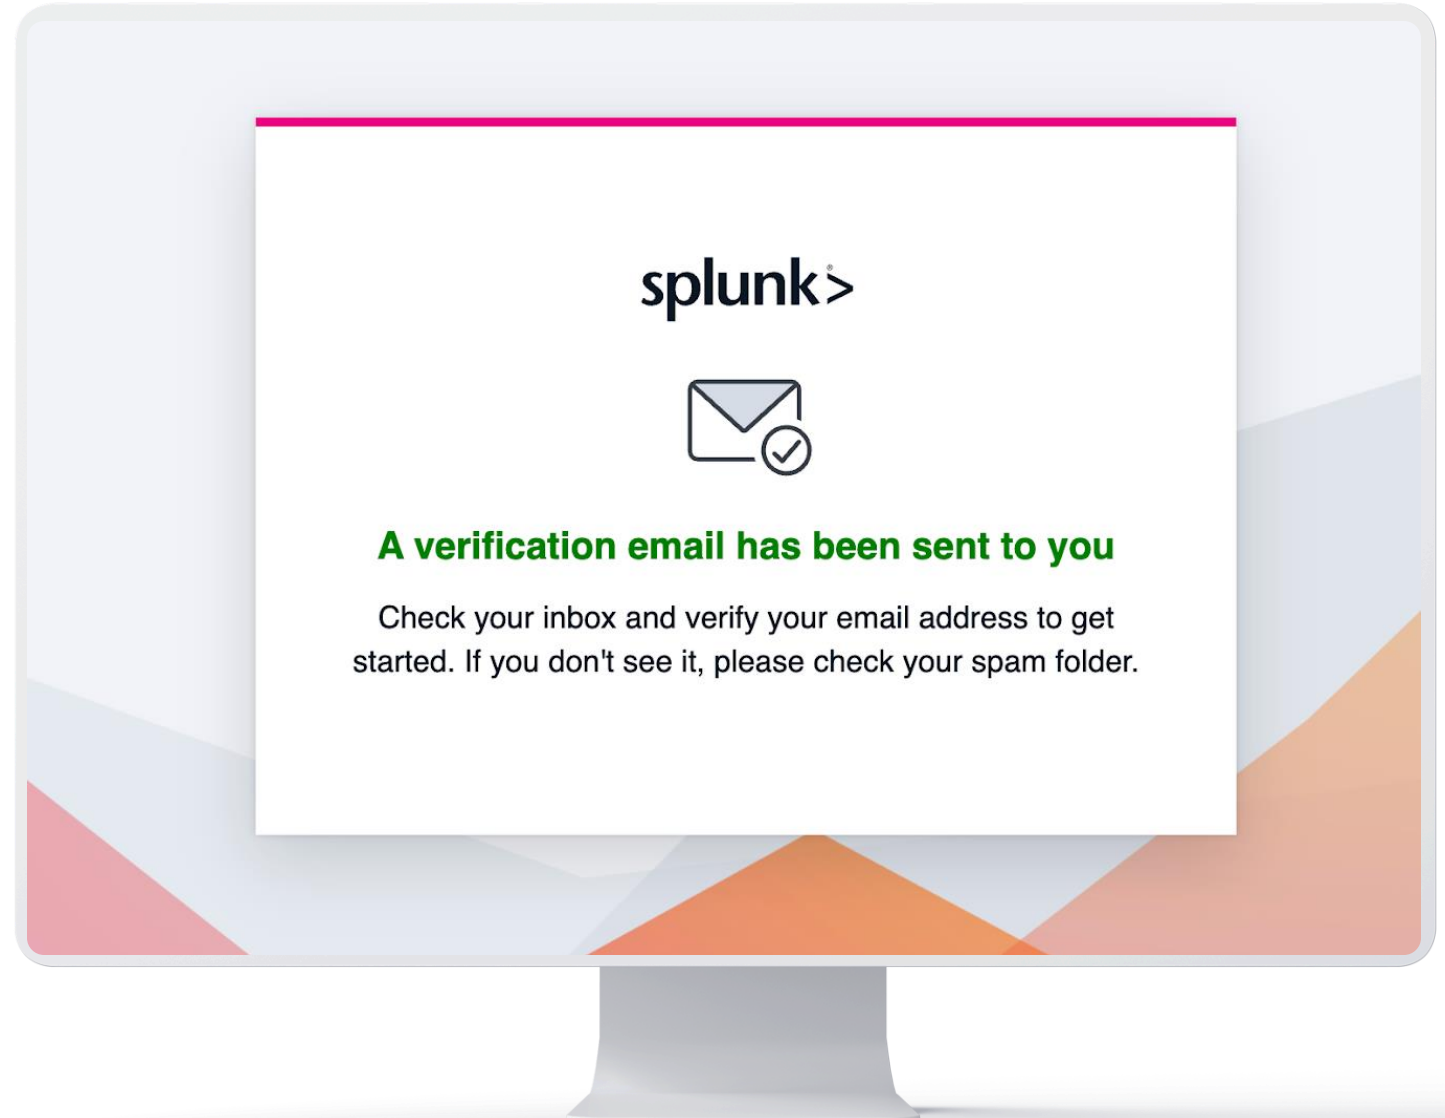 splunk>
A verification email has been sent to you
Check your inbox and verify your email address to get
started. If you don't see it, please check your spam folder.